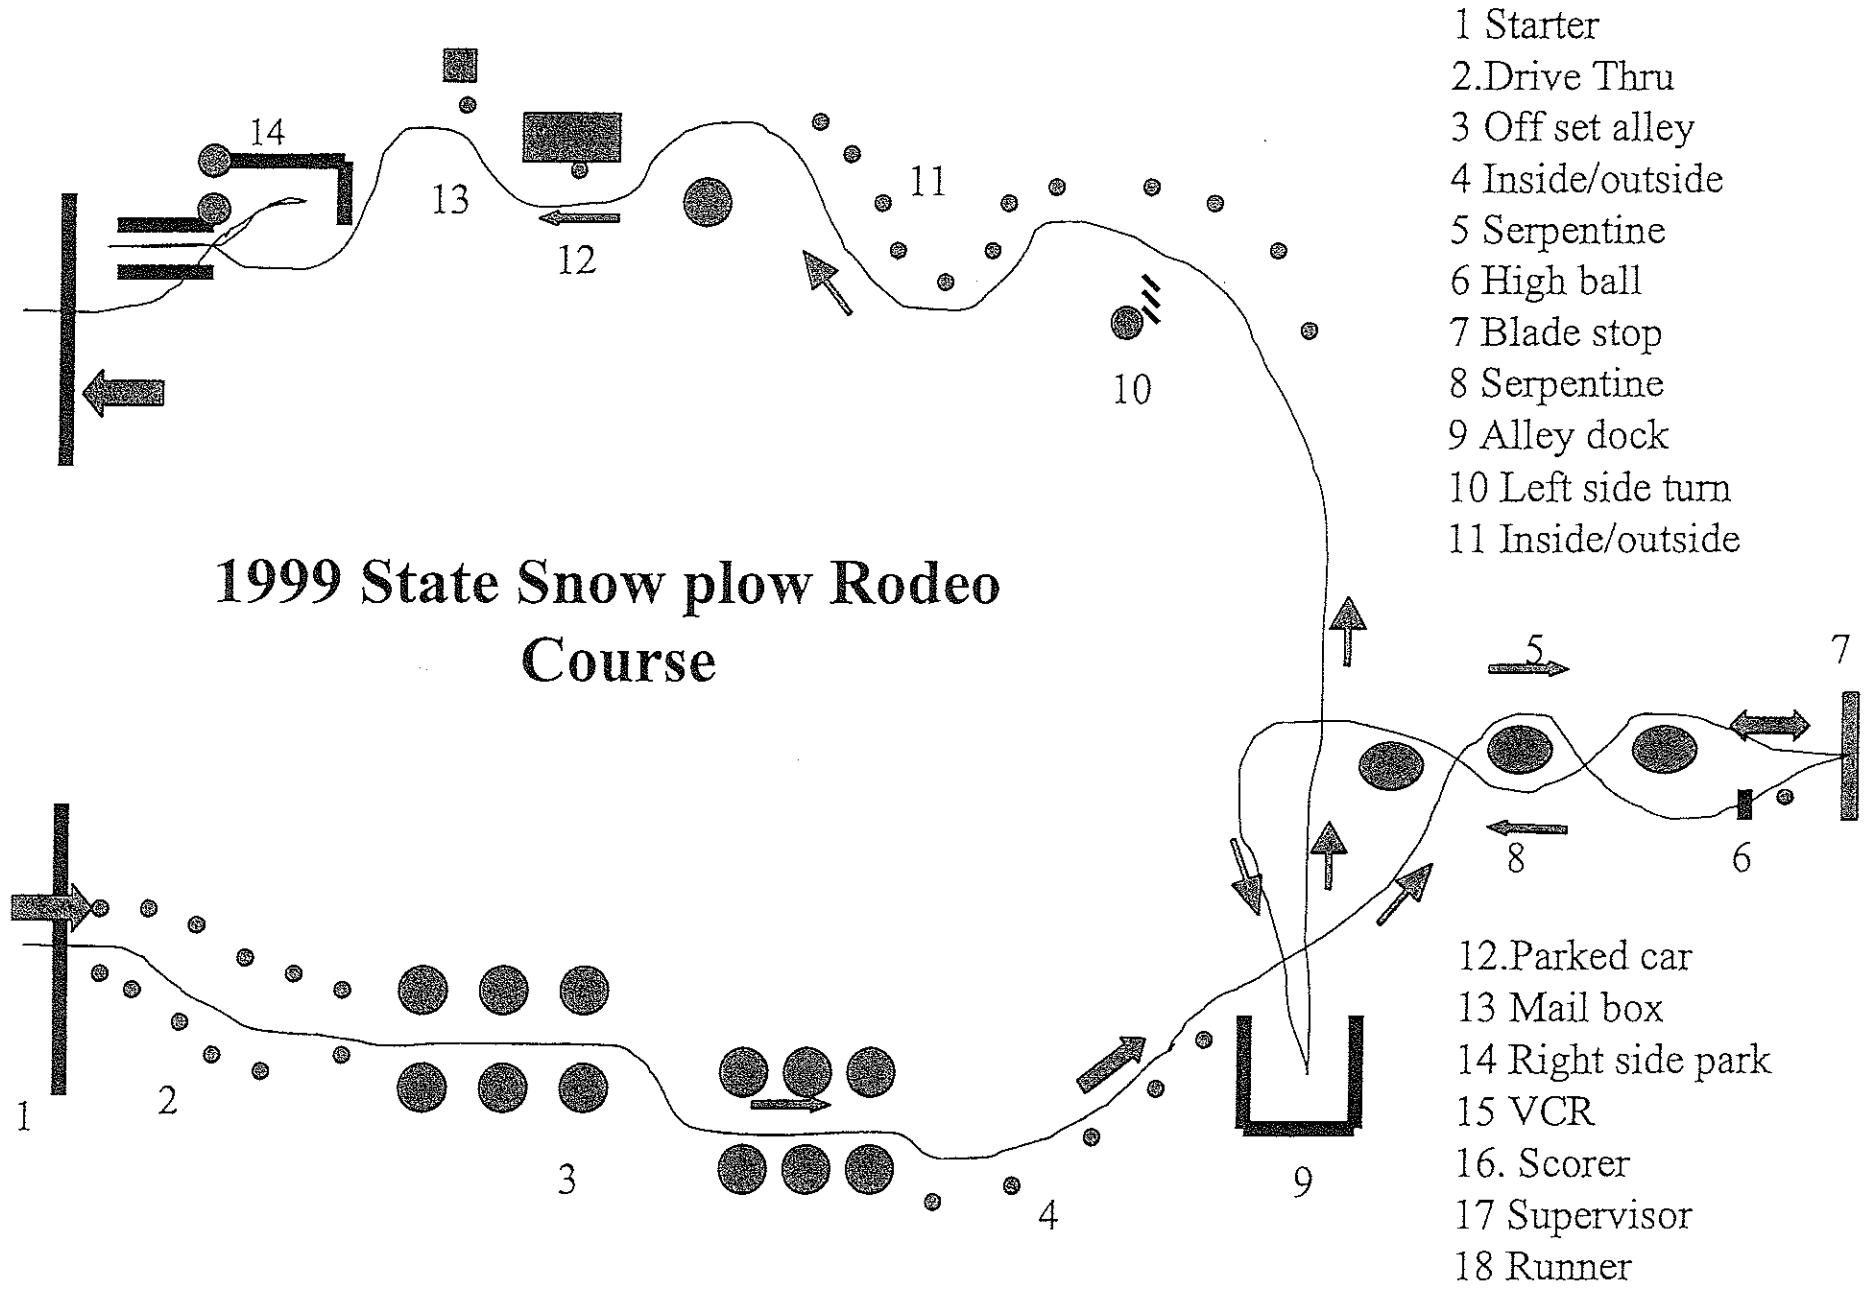 1 Starter
2.Drive Thru
3 Off set alley
4 Inside/outside
5 Serpentine
6 High ball
7 Blade stop
8 Serpentine
9 Alley dock
10 Left side turn
11 Inside/outside
14
13
12
11
10
1999 State Snow plow Rodeo
Course
5
7
8
6
12.Parked car
13 Mail box
14 Right side park
15 VCR
16. Scorer
17 Supervisor
18 Runner
1
2
3
4
9